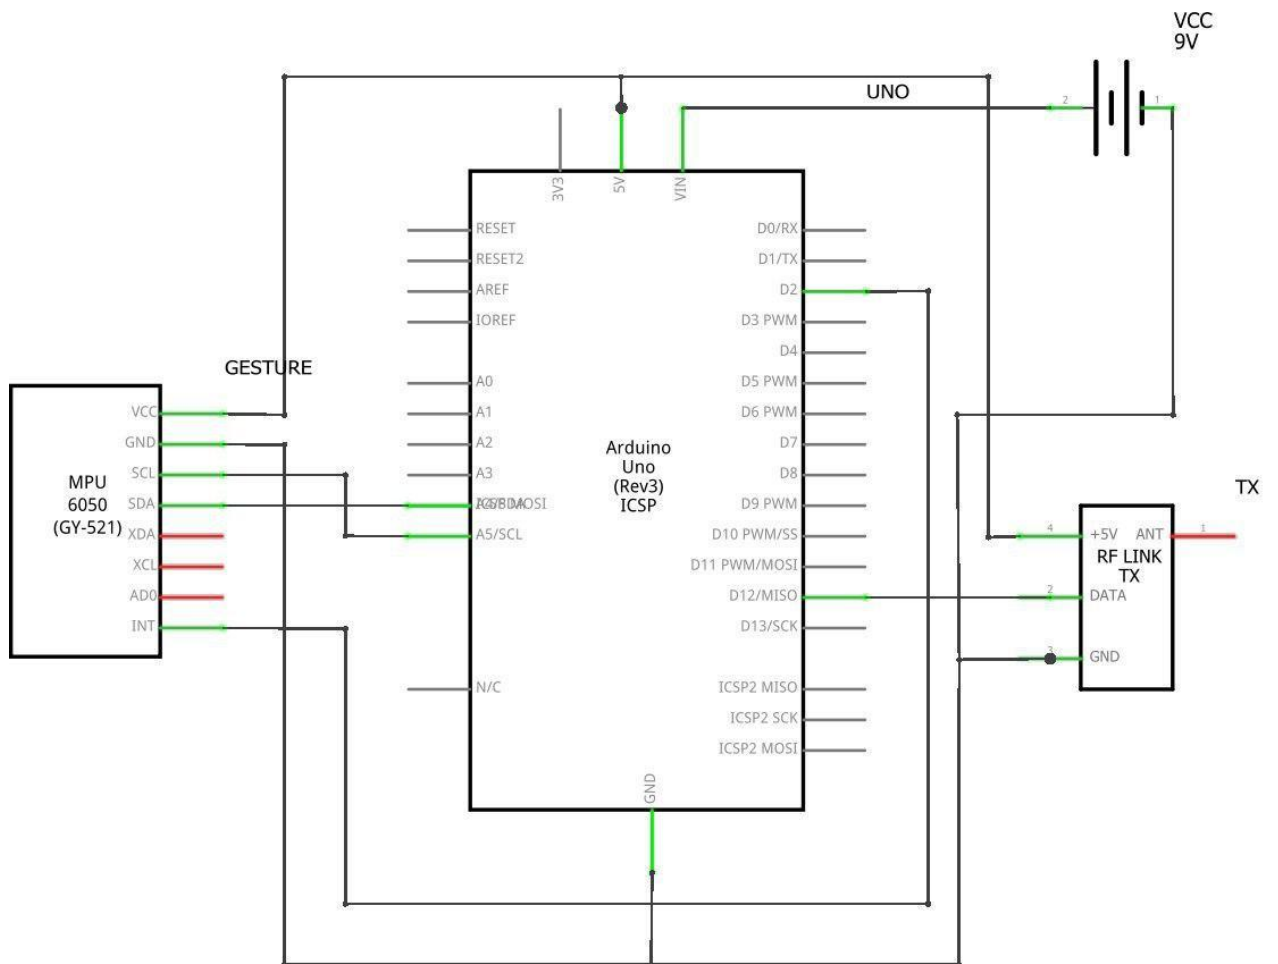 VCC
9V
UNO
2
1
3V3
5V
VIN
RESET
RESET2
AREF
IOREF
A0
A1
A2
A3
A5/SCL
N/C
D0/RX
D1/TX
D2
D3 PWM
D4
D5 PWM
D6 PWM
D7
D8
D9 PWM
D10 PWM/SS
D11 PWM/MOSI
D12/MISO
D13/SCK
ICSP2 MISO
ICSP2 SCK
ICSP2 MOSI
GND
Arduino
Uno
(Rev3)
ICSP
GESTURE
VCC
GND
SCL
SDA
XDA
XCL
AD0
INT
MPU
6050
(GY-521)
TX
4
+5V
ANT
1
RF LINK
TX
2
DATA
3
GND